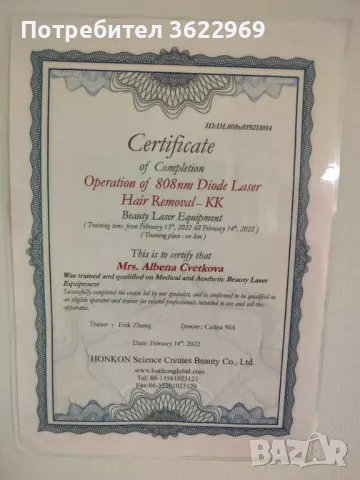 Потребител 3622969
ID:DL808x019211014
Certificate
of Completion
Operation of 808nm Diode Laser
Hair Removal – KK
Beauty Laser Equipment
( Training time: from February 13th, 2022 till February 14th, 2022 )
( Training plan : on line )
This is to certify that
Mrs. Albena Cvetkova
Was trained and qualified on Medical and Aesthetic Beauty Laser
Equipment
Successfully completed the course led by our specialist, and is confirmed to be qualified as
an eligible operator and trainer for related professionals intended to use and sell this
apparatus.
Trainer : Erik Zhang Sponsor : Cetina 964
Date: February 14th, 2022
HONKON Science Creates Beauty Co., Ltd.
www.honkonglobal.com
Tel: 86-13501025121
Fax:
BAZAR